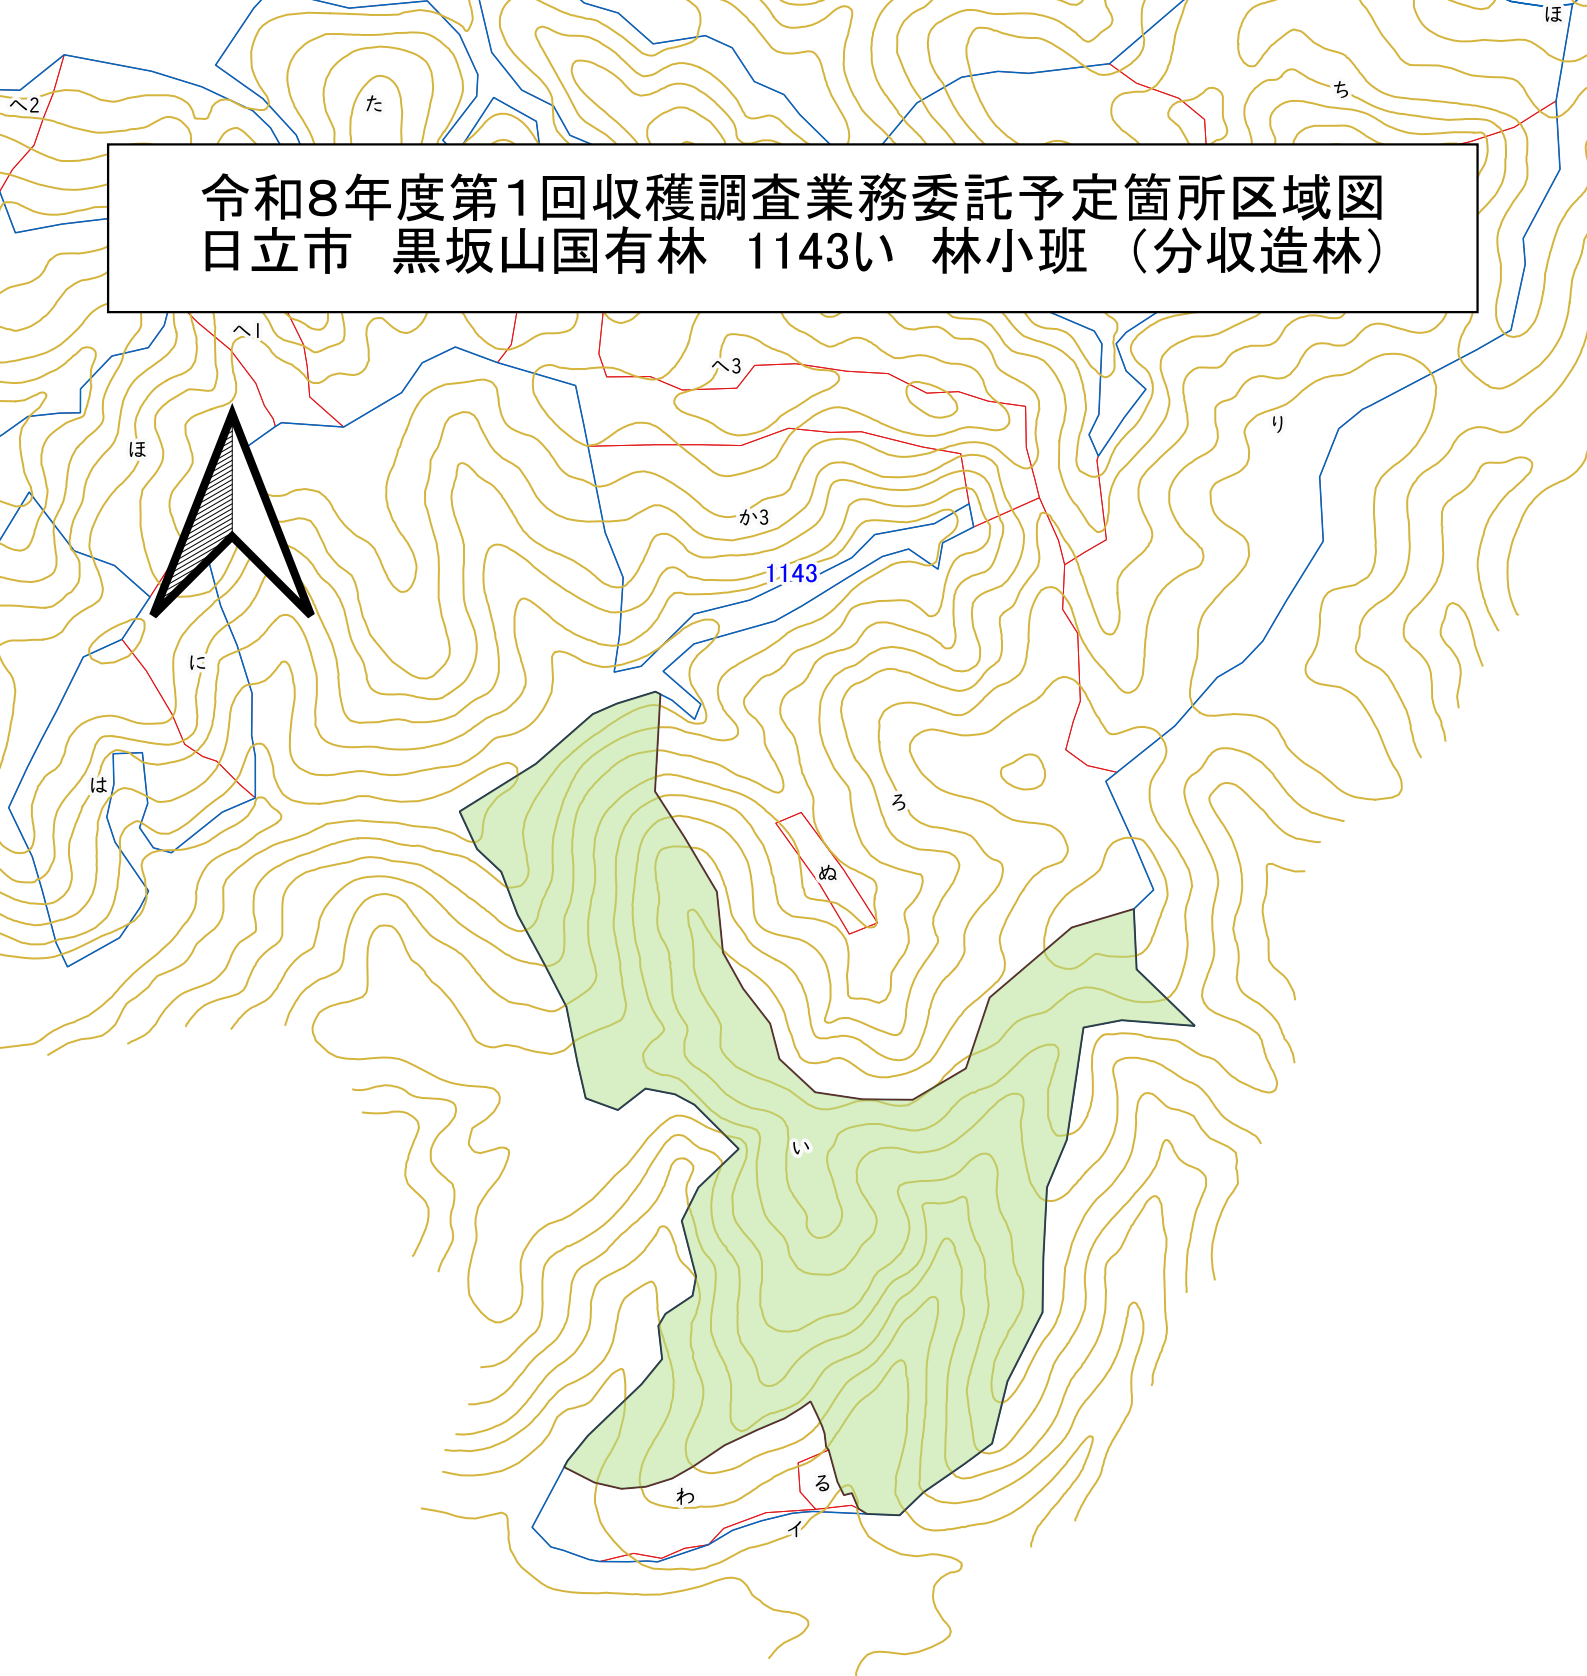 ほ
ち
へ2
た
令和8年度第1回収穫調査業務委託予定箇所区域図
日立市　黒坂山国有林　1143い　林小班　（分収造林）
へ1
へ3
り
ほ
か3
1143
に
は
ろ
ぬ
い
る
わ
イ